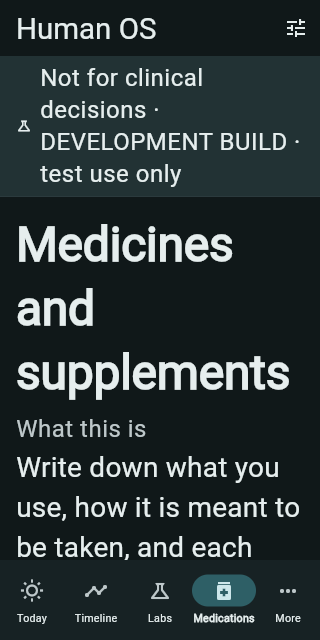 Human OS
Not for clinical
decisions ·
DEVELOPMENT BUILD ·
test use only
Medicines
and
supplements
What this is
Write down what you
use, how it is meant to
be taken, and each
Today
Timeline
Labs
Medications
More